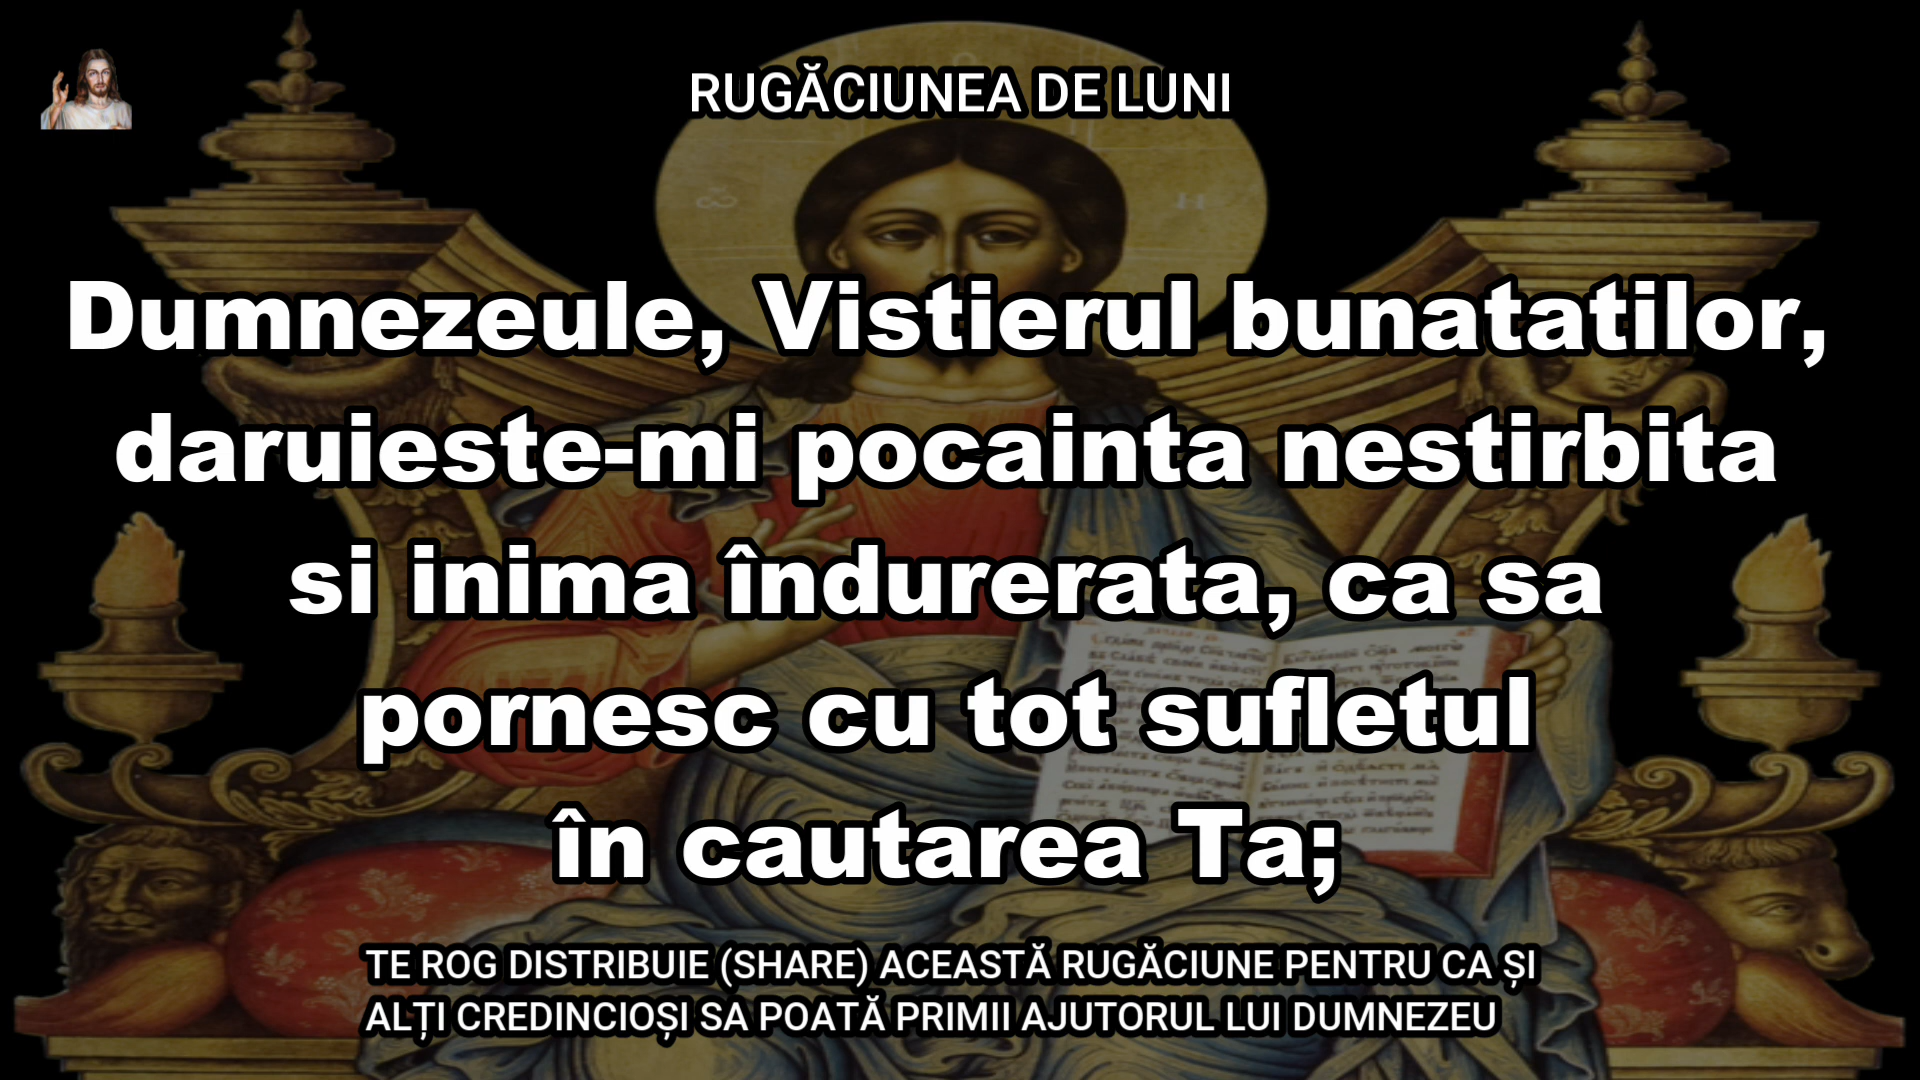 RUGĂCIUNEA DE LUNI
Dumnezeule, Vistierul bunatatilor,
daruieste-mi pocainta nestirbita
si inima îndurerata, ca sa
pornesc cu tot sufletul
în cautarea Ta;
TE ROG DISTRIBUIE (SHARE) ACEASTĂ RUGĂCIUNE PENTRU CA ȘI
ALȚI CREDINCIOȘI SA POATĂ PRIMII AJUTORUL LUI DUMNEZEU